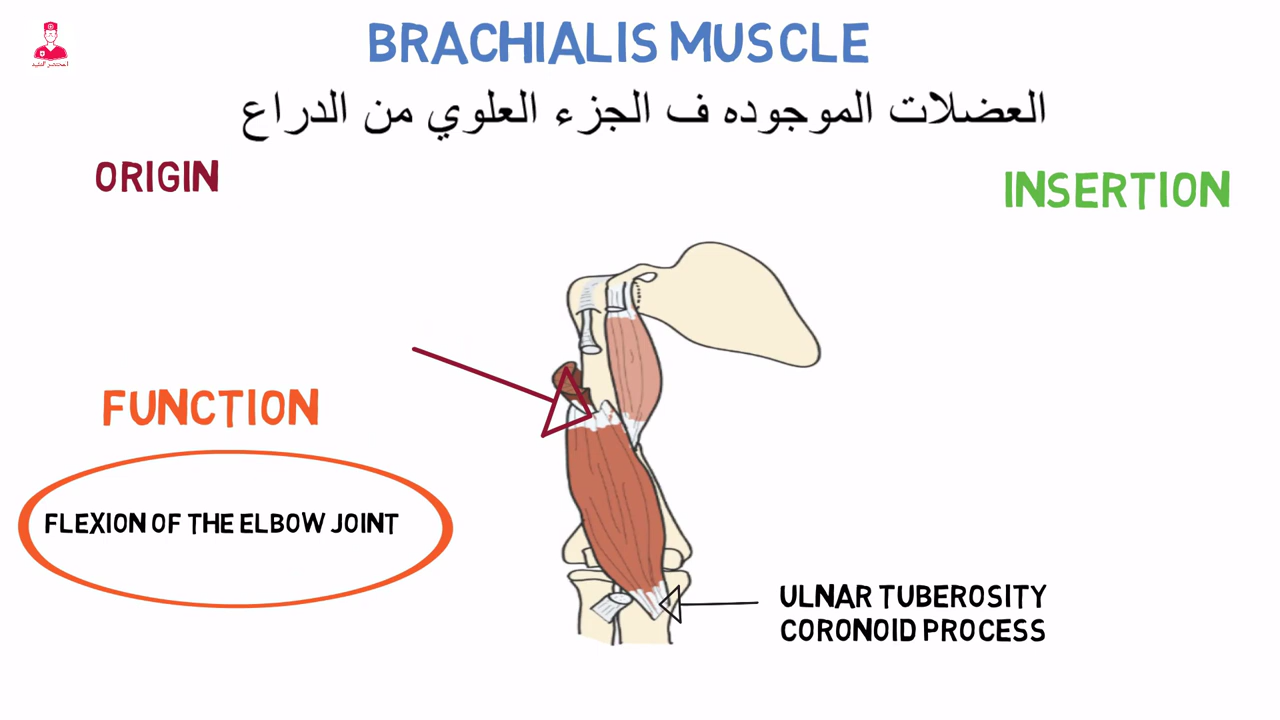 BRACHIALIS MUSCLE
العضلات الموجوده ف الجزء العلوي من الدراع
ORIGIN
INSERTION
FUNCTION
FLEXION OF THE ELBOW JOINT
ULNAR TUBEROSITY
CORONOID PROCESS